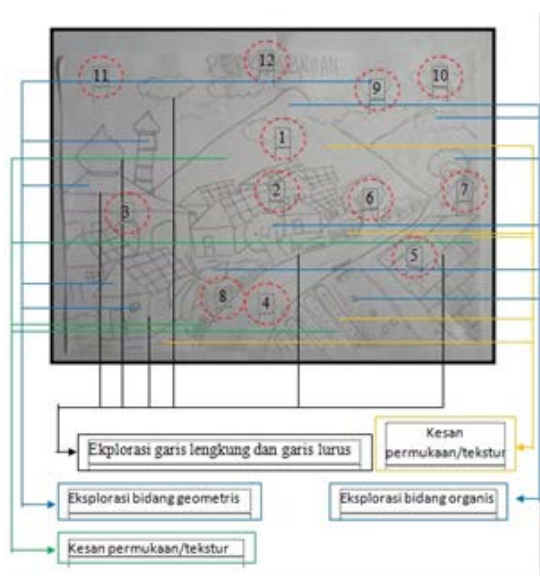 12
11
10
9
1
2
6
7
3
5
8
4
Ekplorasi garis lengkung dan garis lurus
Kesan
permukaan/tekstur
Eksplorasi bidang geometris
Eksplorasi bidang organis
Kesan permukaan/tekstur